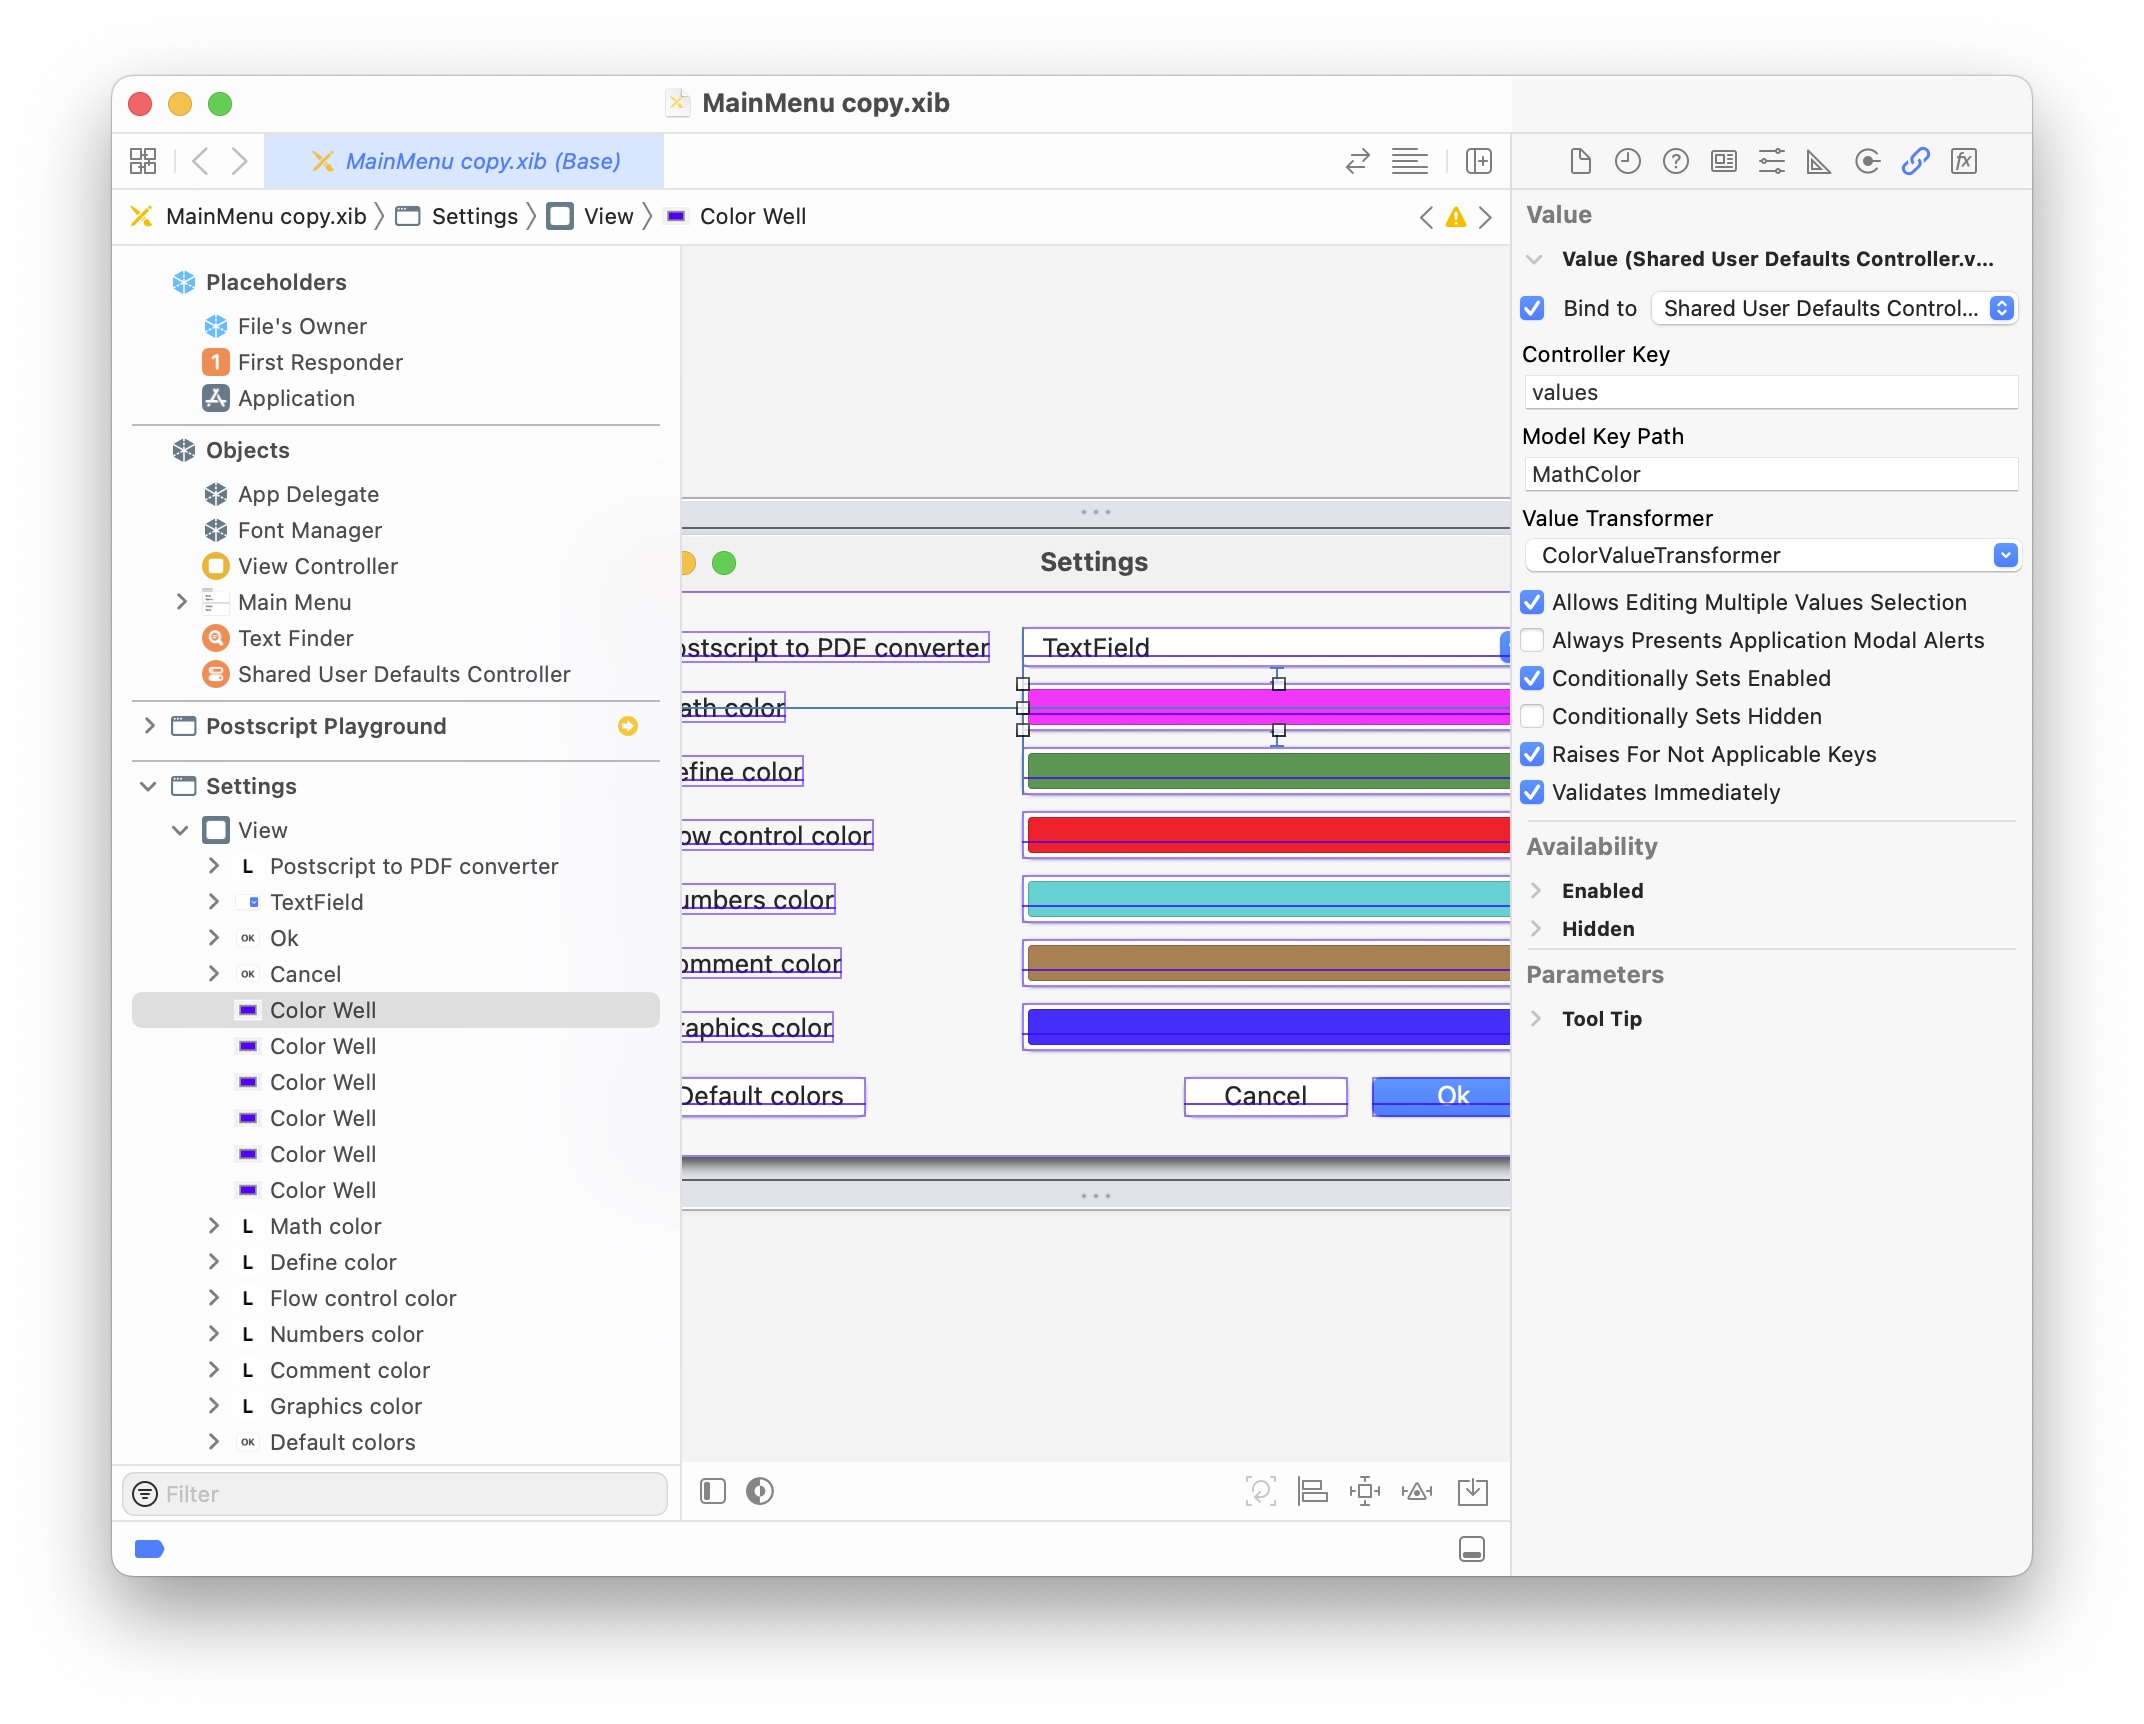 MainMenu copy.xib
MainMenu copy.xib (Base)
MainMenu copy.xib
Settings
View
Color Well
Placeholders
File's Owner
First Responder
Application
Objects
App Delegate
Font Manager
View Controller
Main Menu
Text Finder
Shared User Defaults Controller
Postscript Playground
Settings
View
L Postscript to PDF converter
TextField
OK Ok
OK Cancel
Color Well
Color Well
Color Well
Color Well
Color Well
Color Well
L Math color
L Define color
L Flow control color
L Numbers color
L Comment color
L Graphics color
OK Default colors
Filter
Settings
ostscript to PDF converter
TextField
ath color
efine color
ow control color
umbers color
omment color
raphics color
Default colors
Cancel
Ok
Value
Value (Shared User Defaults Controller.v...
Bind to
Shared User Defaults Control...
Controller Key
values
Model Key Path
MathColor
Value Transformer
ColorValueTransformer
Allows Editing Multiple Values Selection
Always Presents Application Modal Alerts
Conditionally Sets Enabled
Conditionally Sets Hidden
Raises For Not Applicable Keys
Validates Immediately
Availability
Enabled
Hidden
Parameters
Tool Tip